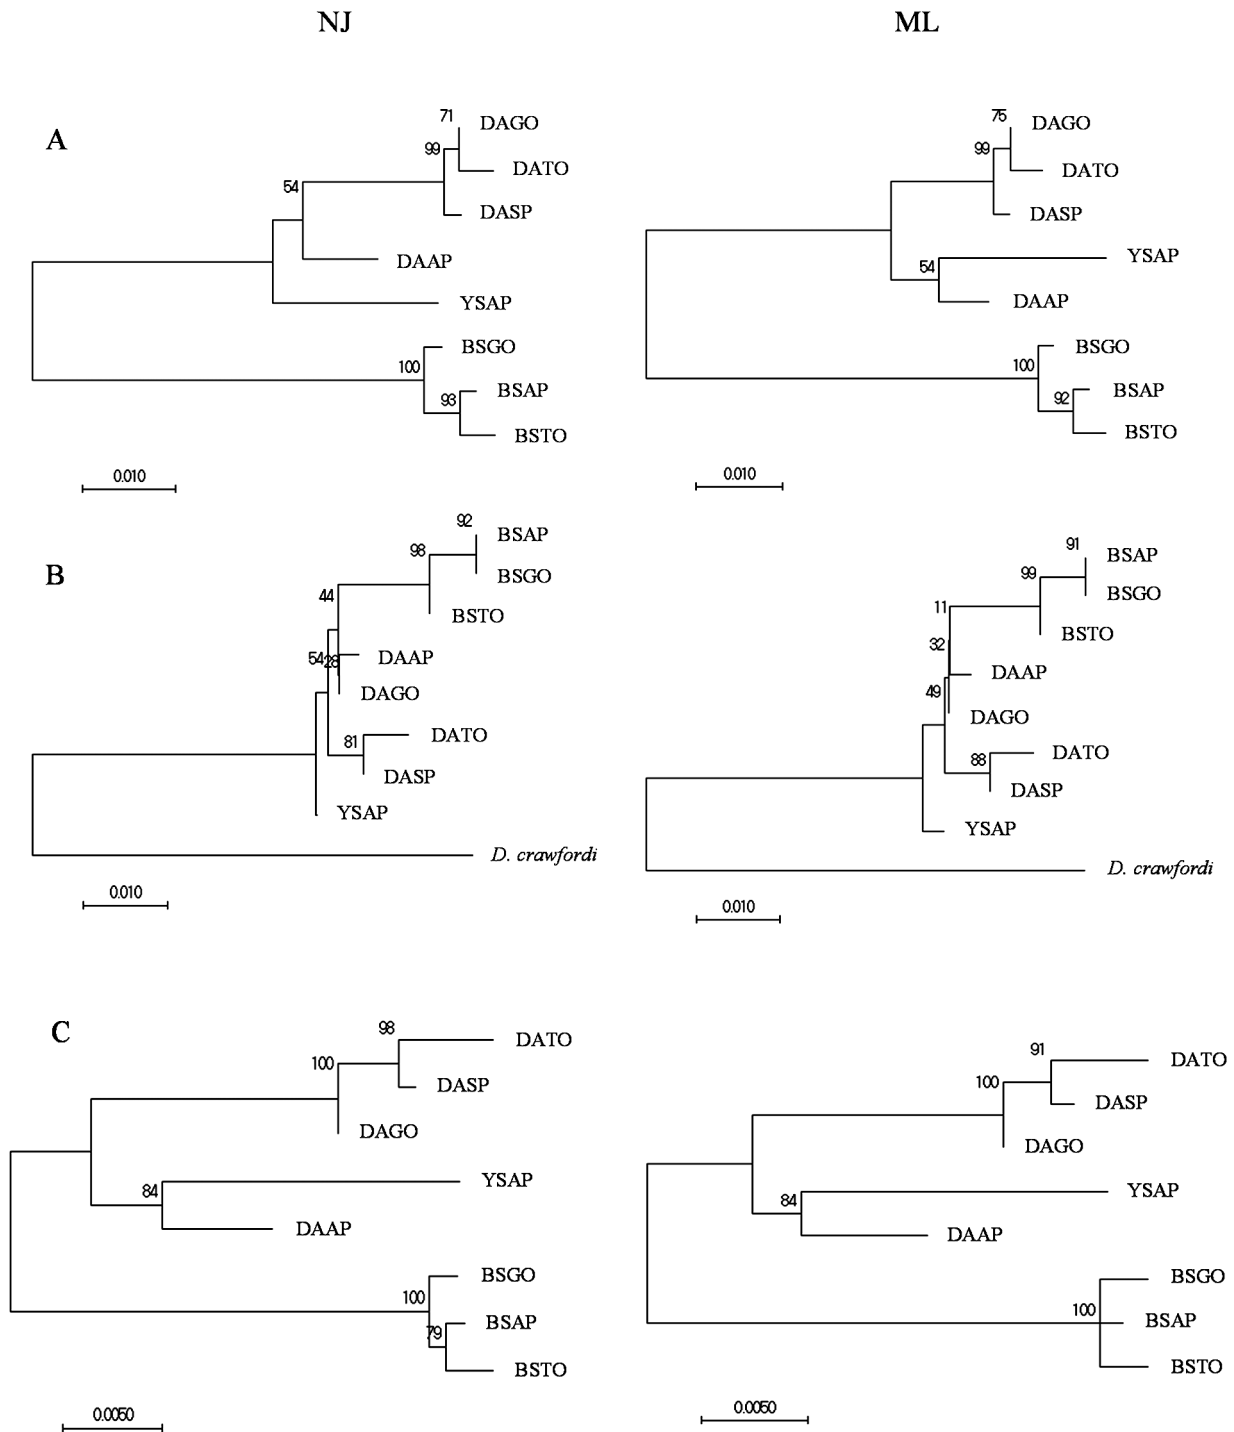 NJ
ML
A
71
DAGO
99
DATO
54
DASP
DAAP
YSAP
BSGO
100
BSAP
93
BSTO
0.010
75
DAGO
99
DATO
DASP
YSAP
54
DAAP
BSGO
100
BSAP
92
BSTO
0.010
B
92
BSAP
98
BSGO
44
BSTO
54
28
DAAP
DAGO
81
DATO
DASP
YSAP
D. crawfordi
0.010
91
BSAP
99
BSGO
11
BSTO
32
DAAP
49
DAGO
88
DATO
DASP
YSAP
D. crawfordi
0.010
C
98
DATO
100
DASP
DAGO
YSAP
84
DAAP
BSGO
100
BSAP
79
BSTO
0.0050
91
DATO
100
DASP
DAGO
YSAP
84
DAAP
BSGO
100
BSAP
BSTO
0.0050